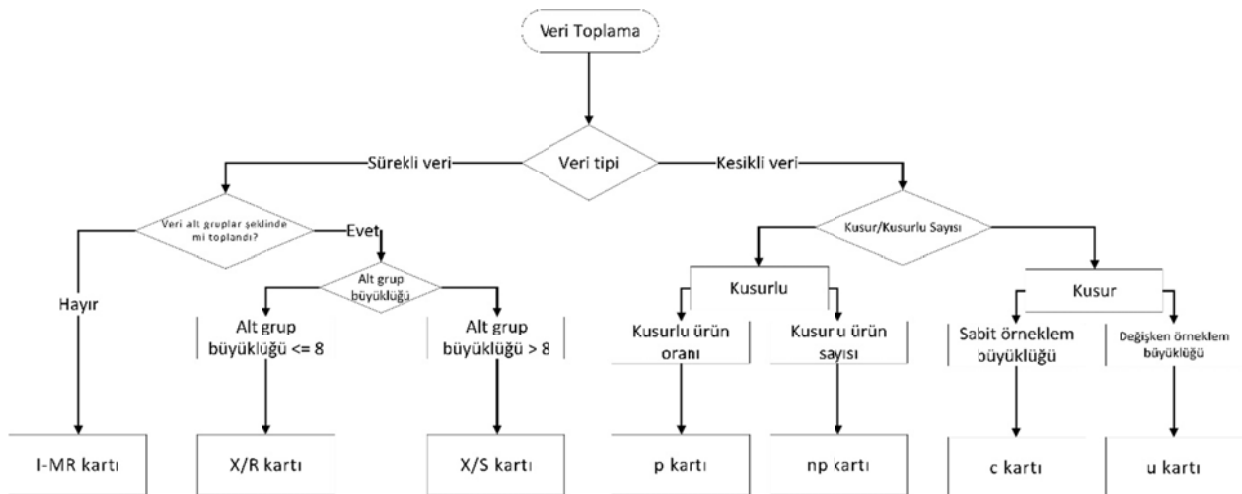 Veri Toplama
Sürekli veri
Veri tipi
Kesikli veri
Veri alt gruplar şeklinde
mi toplandı?
Evet
Kusur/Kusurlu Sayısı
Hayır
Alt grup
büyüklüğü
Kusurlu
Kusur
Alt grup
büyüklüğü <= 8
Alt grup
büyüklüğü > 8
Kusurlu ürün
oranı
Kusurlu ürün
sayısı
Sabit örneklem
büyüklüğü
Değişken örneklem
büyüklüğü
I-MR kartı
X/R kartı
X/S kartı
p kartı
np kartı
c kartı
u kartı